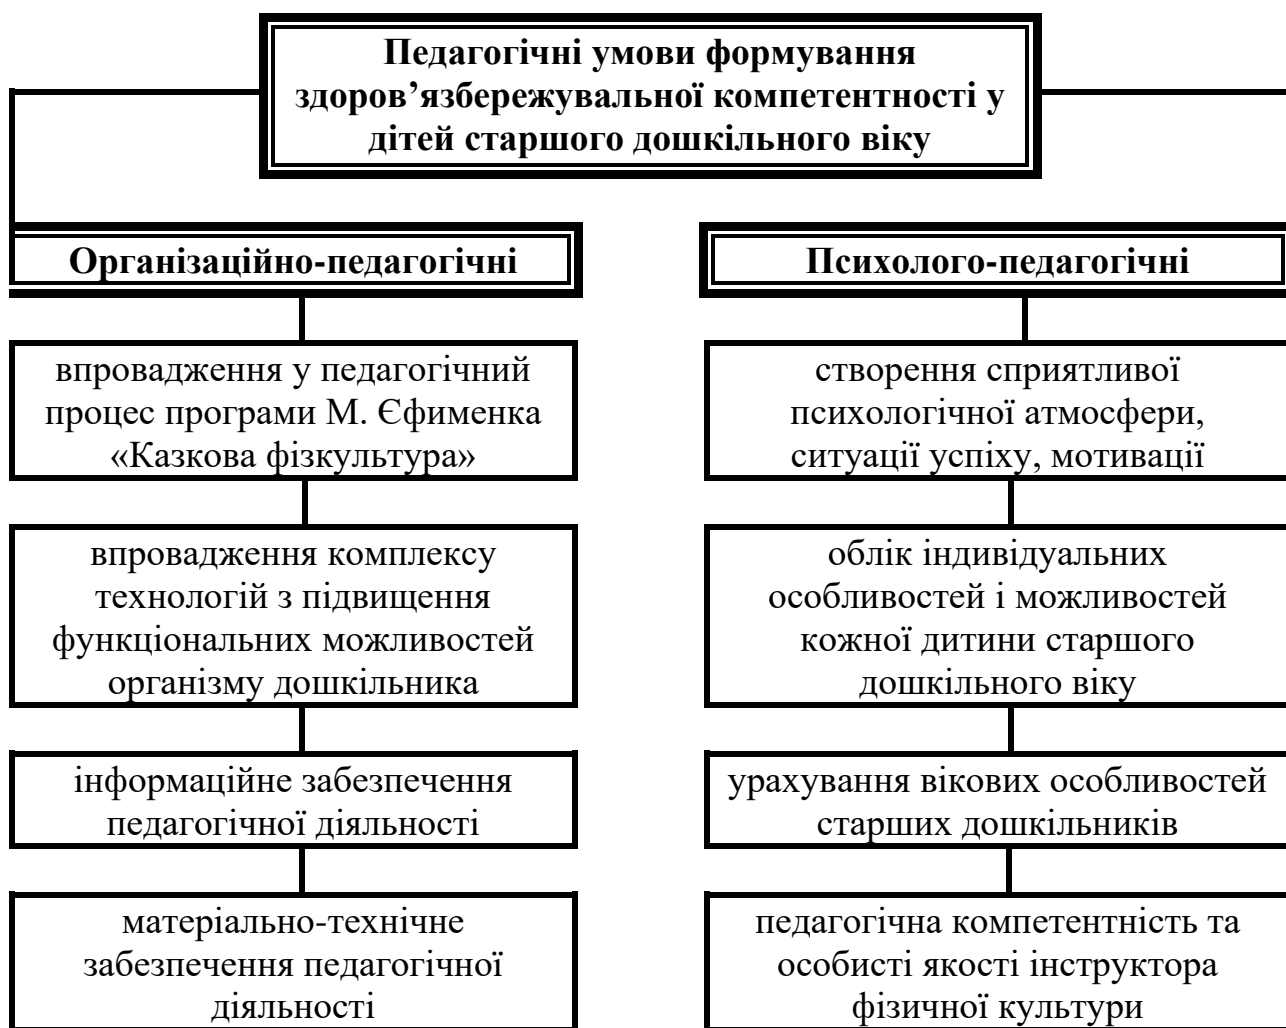 Педагогічні умови формування
здоров’язбережувальної компетентності у
дітей старшого дошкільного віку
Організаційно-педагогічні
впровадження у педагогічний
процес програми М. Єфименка
«Казкова фізкультура»
впровадження комплексу
технологій з підвищення
функціональних можливостей
організму дошкільника
інформаційне забезпечення
педагогічної діяльності
матеріально-технічне
забезпечення педагогічної
діяльності
Психолого-педагогічні
створення сприятливої
психологічної атмосфери,
ситуації успіху, мотивації
облік індивідуальних
особливостей і можливостей
кожної дитини старшого
дошкільного віку
урахування вікових особливостей
старших дошкільників
педагогічна компетентність та
особисті якості інструктора
фізичної культури